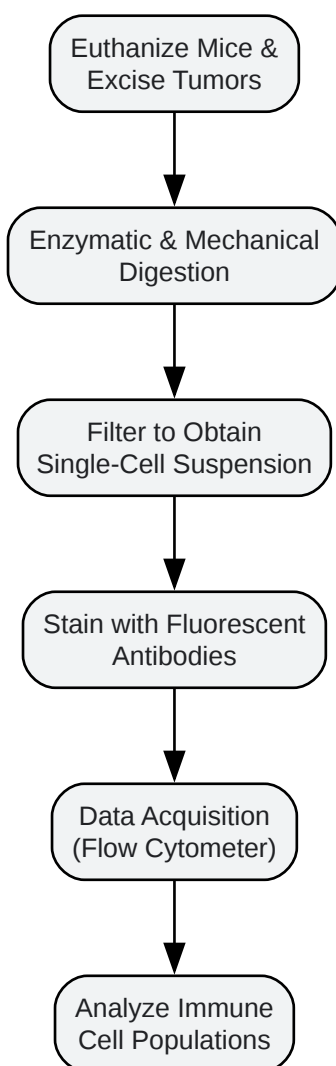 Euthanize Mice &
Excise Tumors
Enzymatic & Mechanical
Digestion
Filter to Obtain
Single-Cell Suspension
Stain with Fluorescent
Antibodies
Data Acquisition
(Flow Cytometer)
Analyze Immune
Cell Populations